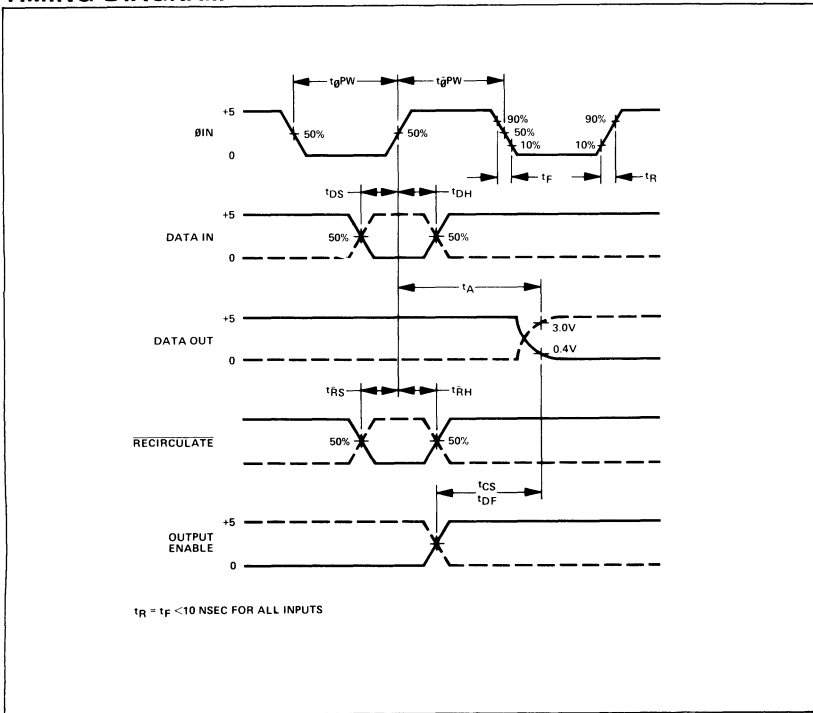 TIMING DIAGRAM
tøPW tø̄PW
+5
øIN
0
50% 50%
90%
50%
10%
90%
10%
tF tR
tDS tDH
+5
DATA IN
0
50% 50%
tA
+5
DATA OUT
0
3.0V
0.4V
tR̄S tR̄H
RECIRCULATE
50% 50%
tCS
tDF
+5
OUTPUT
ENABLE
0
tR = tF <10 NSEC FOR ALL INPUTS